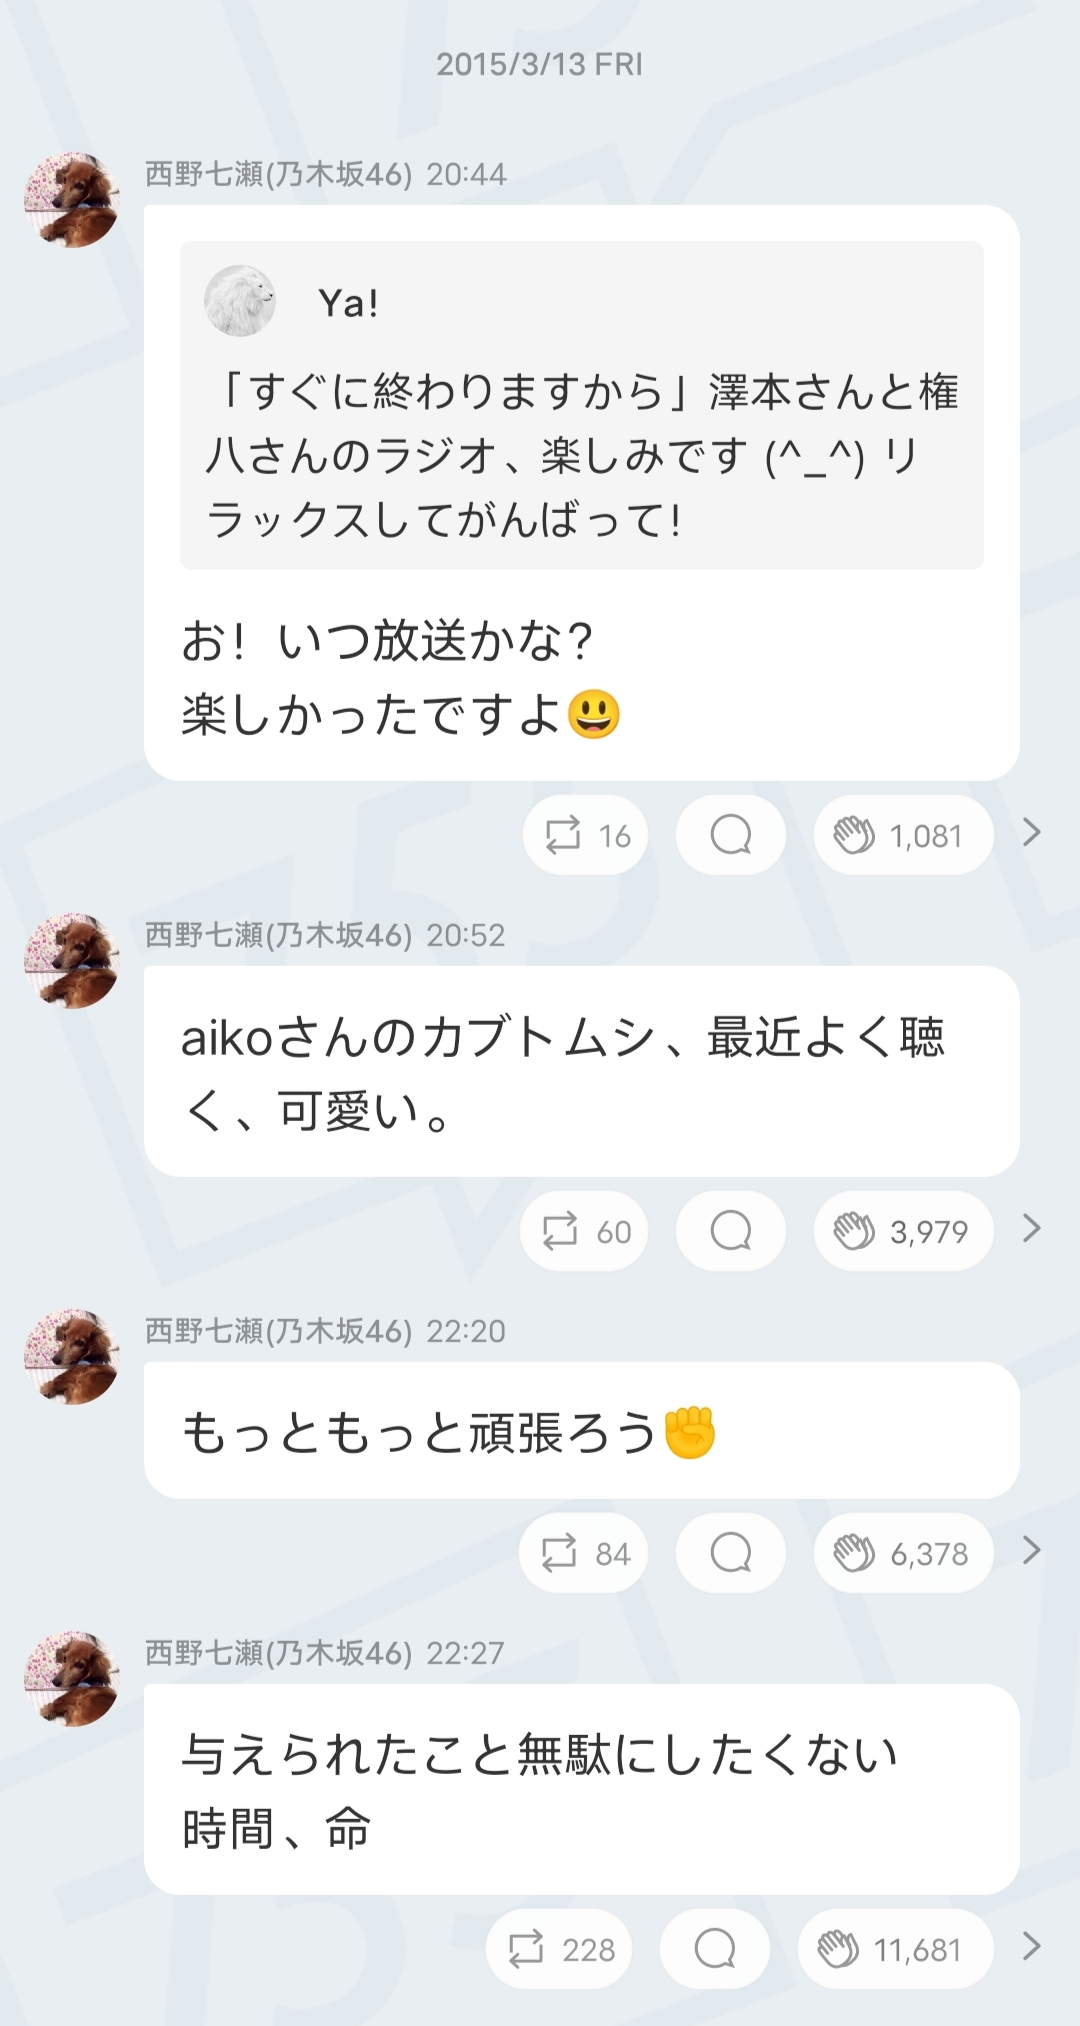 2015/3/13 FRI
西野七瀬(乃木坂46) 20:44
Ya!
「すぐに終わりますから」澤本さんと権
八さんのラジオ、楽しみです (^_^) リ
ラックスしてがんばって!
お！いつ放送かな？
楽しかったですよ😃
16
1,081
西野七瀬(乃木坂46) 20:52
aikoさんのカブトムシ、最近よく聴
く、可愛い。
60
3,979
西野七瀬(乃木坂46) 22:20
もっともっと頑張ろう✊
84
6,378
西野七瀬(乃木坂46) 22:27
与えられたこと無駄にしたくない
時間、命
228
11,681